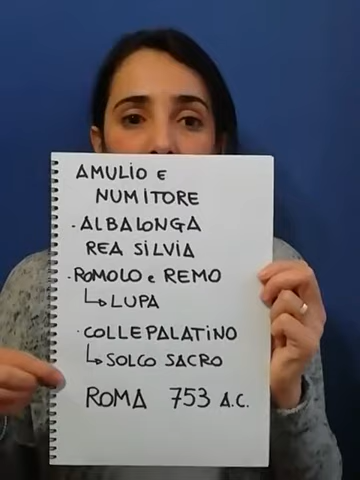 AMULIO E
NUMITORE
·ALBALONGA
REA SILVIA
·ROMOLO e REMO
↳LUPA
·COLLE PALATINO
↳SOLCO SACRO
ROMA 753 A.C.